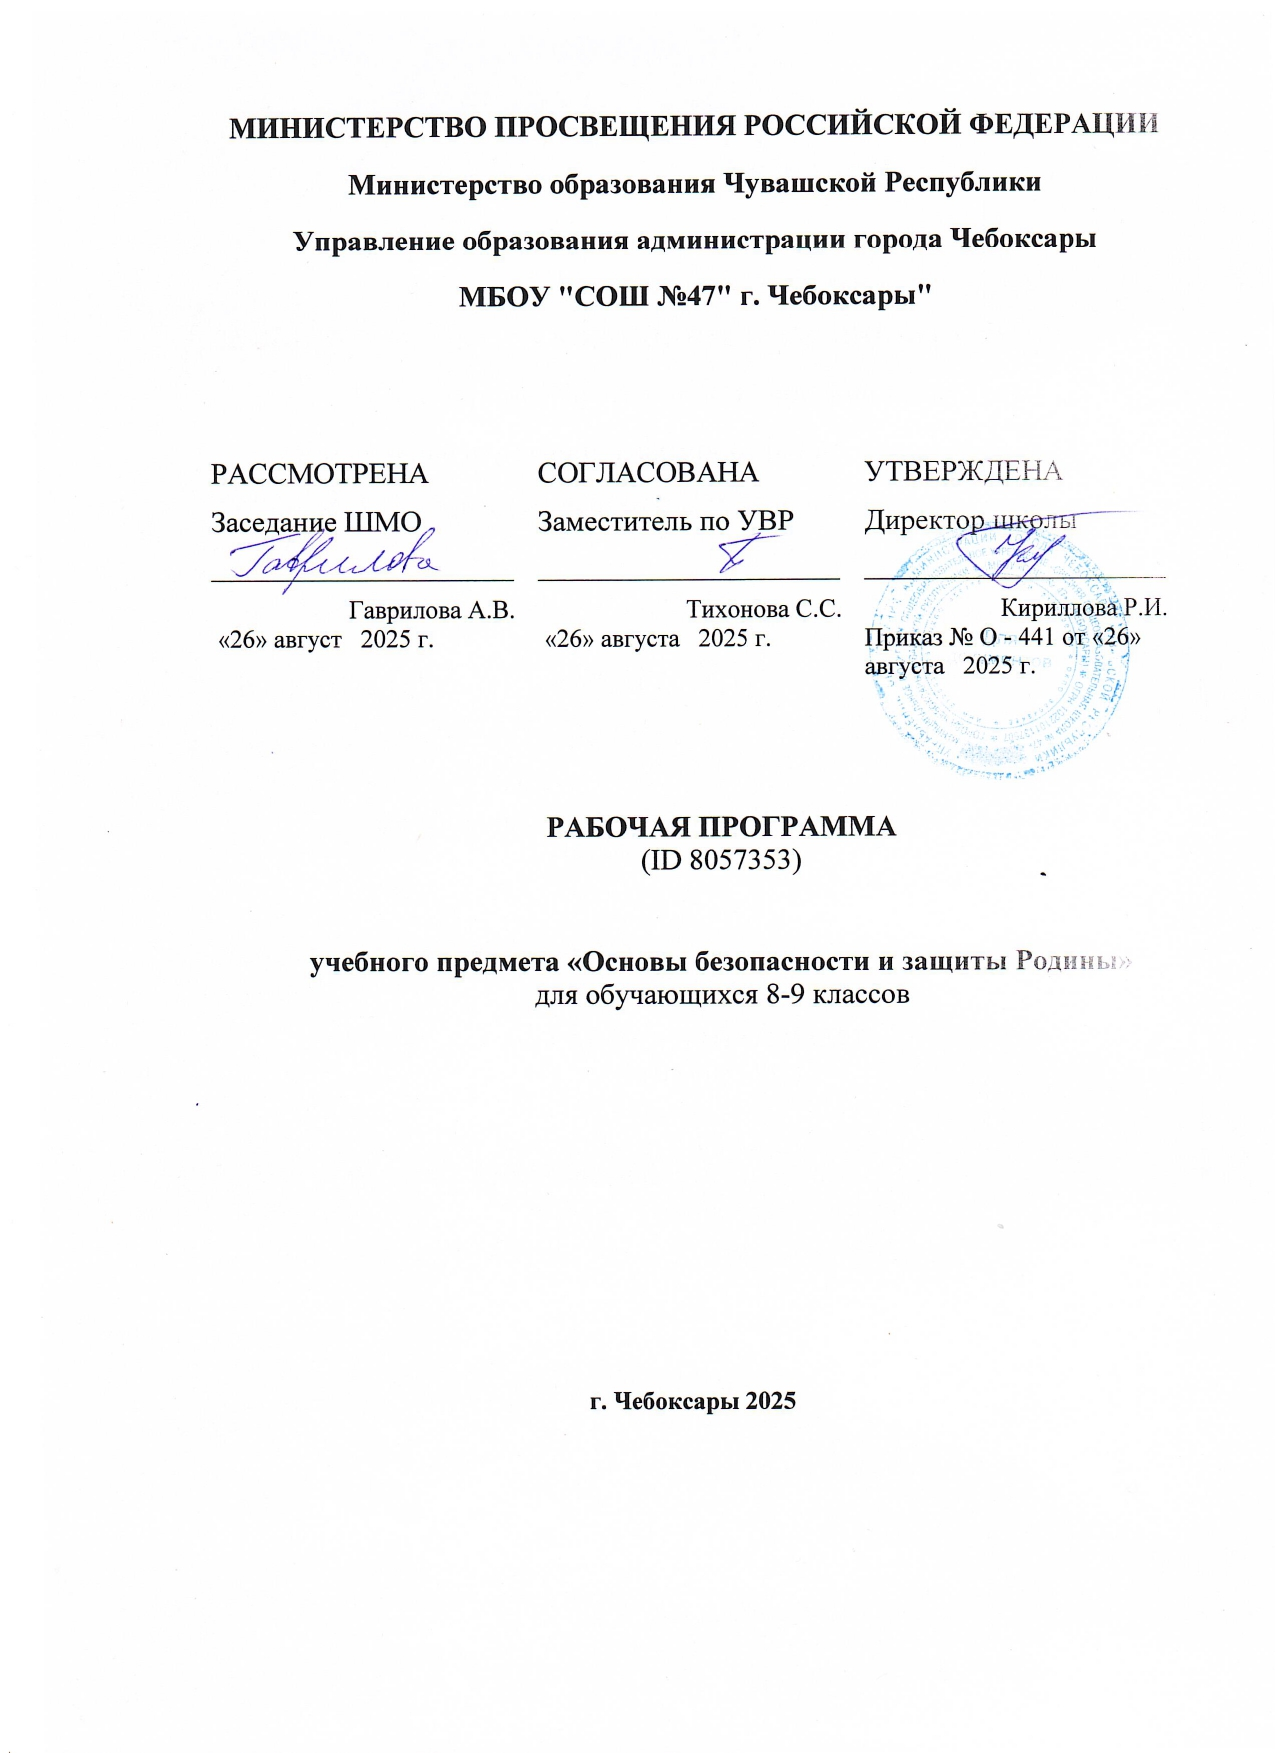 МИНИСТЕРСТВО ПРОСВЕЩЕНИЯ РОССИЙСКОЙ ФЕДЕРАЦИИ
Министерство образования Чувашской Республики
Управление образования администрации города Чебоксары
МБОУ "СОШ №47" г. Чебоксары"
РАССМОТРЕНА
Заседание ШМО
Гаврилова
Гаврилова А.В.
«26» август 2025 г.
СОГЛАСОВАНА
Заместитель по УВР
Тихонова С.С.
«26» августа 2025 г.
УТВЕРЖДЕНА
Директор школы
Кириллова Р.И.
Приказ № О - 441 от «26»
августа 2025 г.
РАБОЧАЯ ПРОГРАММА
(ID 8057353)
учебного предмета «Основы безопасности и защиты Родины»
для обучающихся 8-9 классов
г. Чебоксары 2025